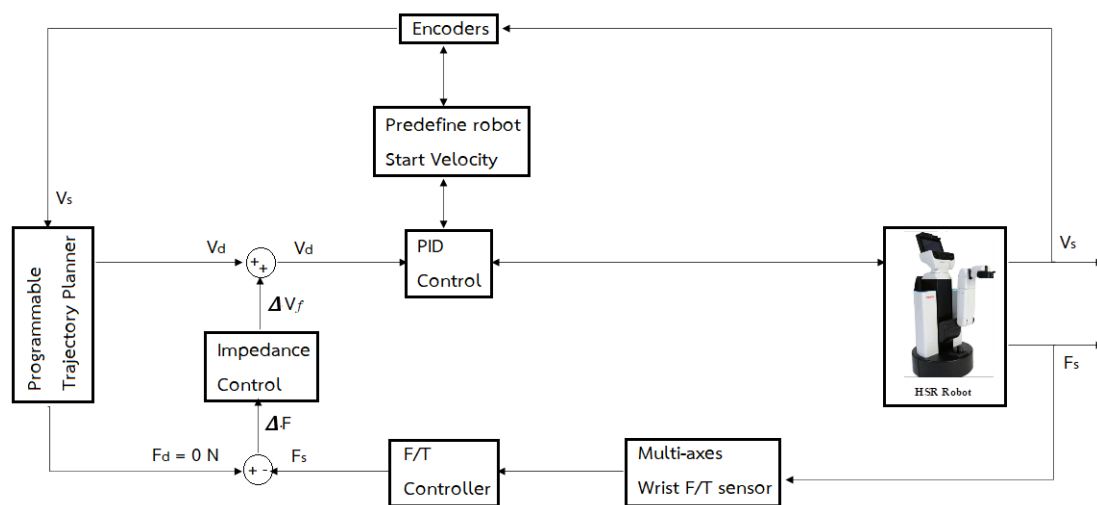 Encoders
Predefine robot
Start Velocity
Vs
Programmable
Trajectory Planner
Vd
+
+
Vd
PID
Control
Vs
ΔVf
Impedance
Control
HSR Robot
Fs
ΔF
Fd = 0 N
+ -
Fs
F/T
Controller
Multi-axes
Wrist F/T sensor